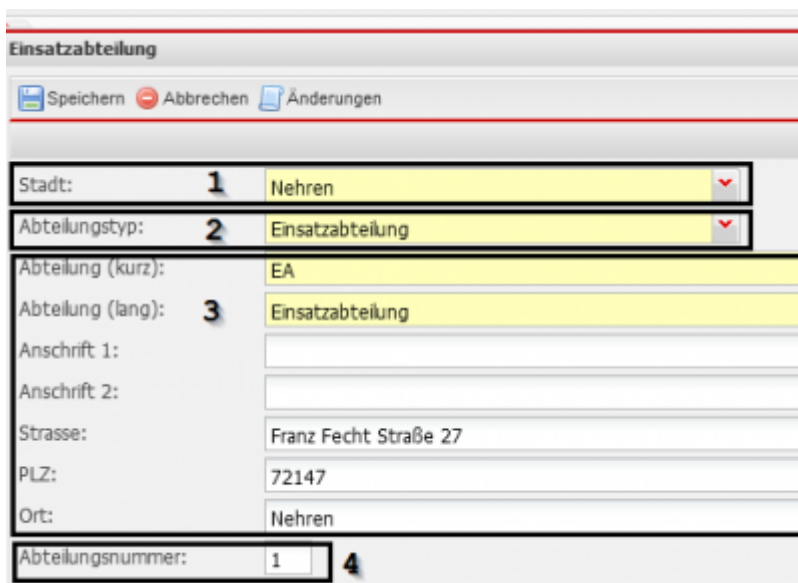 Einsatzabteilung
Speichern Abbrechen Änderungen
Stadt: 1 Nehren
Abteilungstyp: 2 Einsatzabteilung
Abteilung (kurz): EA
Abteilung (lang): 3 Einsatzabteilung
Anschrift 1:
Anschrift 2:
Strasse: Franz Fecht Straße 27
PLZ: 72147
Ort: Nehren
Abteilungsnummer: 1 4